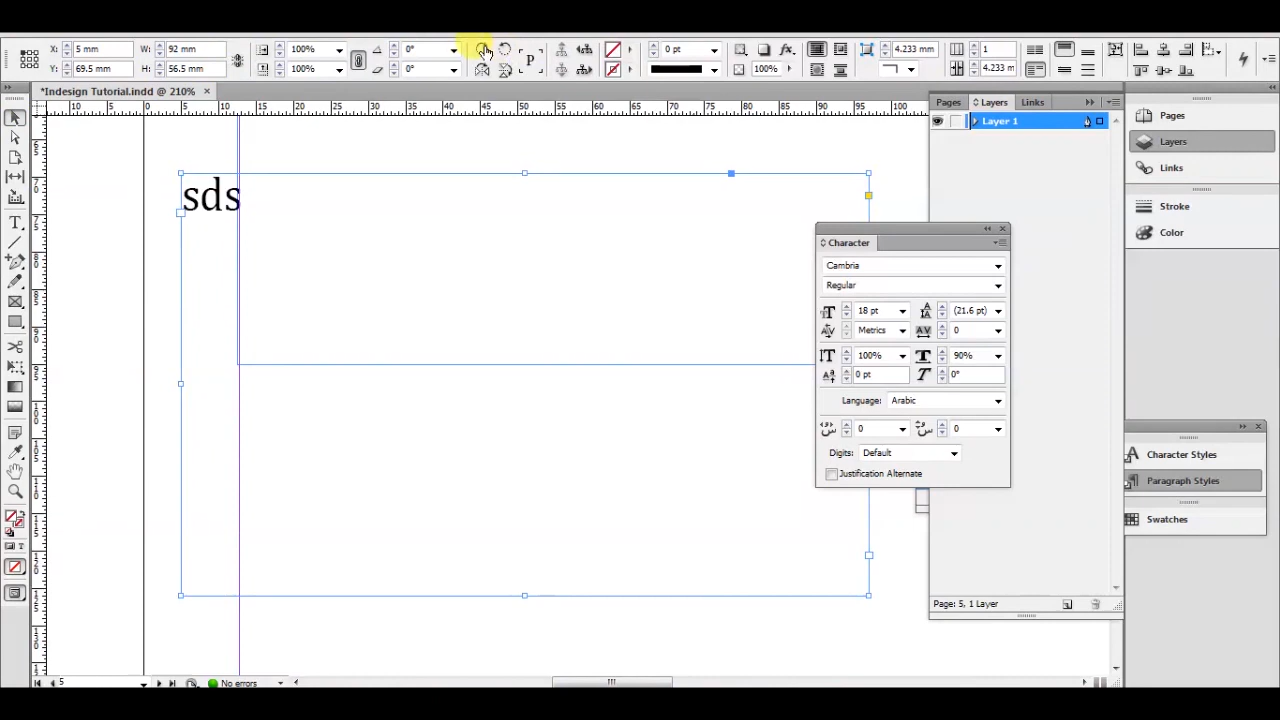 X: 5 mm W: 92 mm 100% 0° P 0 pt fx. 4.233 mm 1
Y: 69.5 mm H: 56.5 mm 100% 0° 100% 4.233 m
*Indesign Tutorial.indd @ 210% ×
10 5 0 5 10 15 20 25 30 35 40 45 50 55 60 65 70 75 80 85 90 95 100
Pages Layers Links
Layer 1
Pages
Layers
Links
Stroke
Color
sds
Character
Cambria
Regular
18 pt (21.6 pt)
Metrics 0
100% 90%
0 pt 0°
Language: Arabic
0 0
Digits: Default
Justification Alternate
Character Styles
Paragraph Styles
Swatches
Page: 5, 1 Layer
5 No errors